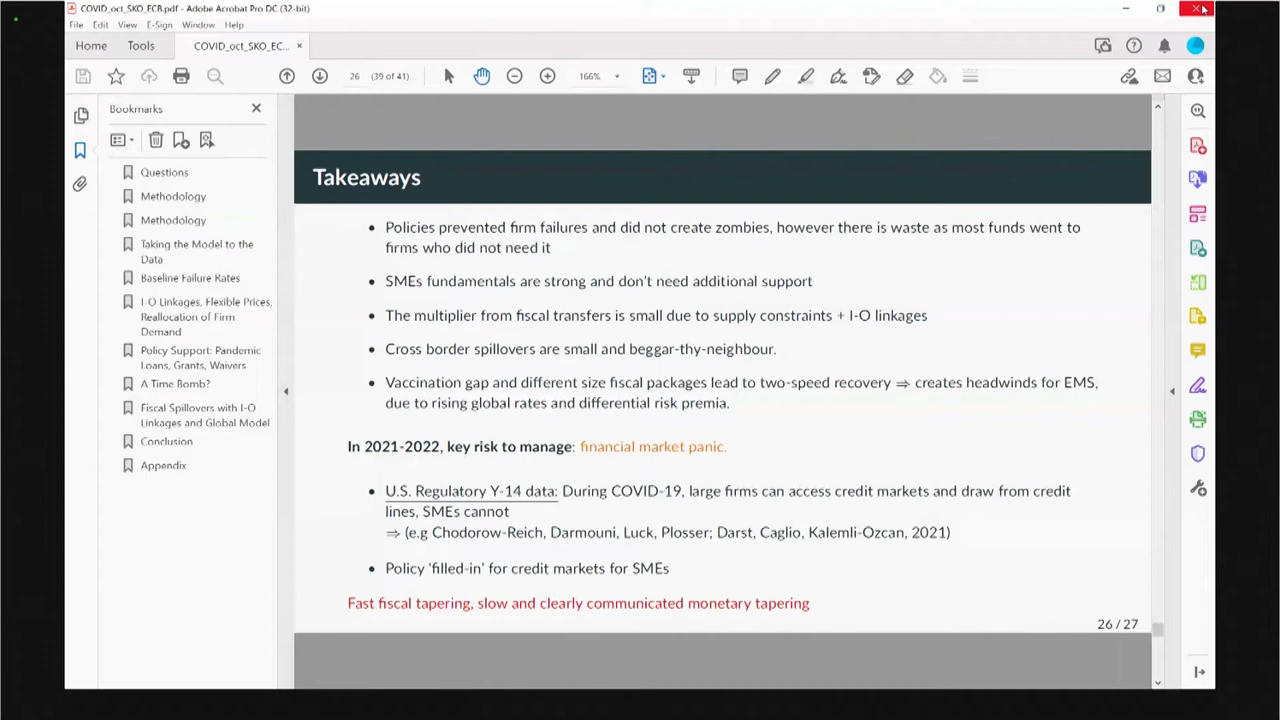 COVID_oct_SKO_ECB.pdf - Adobe Acrobat Pro DC (32-bit)
File Edit View E-Sign Window Help
Home Tools COVID_oct_SKO_EC... ×
26 (39 of 41) 166%
Bookmarks
Questions
Methodology
Methodology
Taking the Model to the
Data
Baseline Failure Rates
I-O Linkages, Flexible Prices,
Reallocation of Firm
Demand
Policy Support: Pandemic
Loans, Grants, Waivers
A Time Bomb?
Fiscal Spillovers with I-O
Linkages and Global Model
Conclusion
Appendix
Takeaways
• Policies prevented firm failures and did not create zombies, however there is waste as most funds went to
firms who did not need it
• SMEs fundamentals are strong and don't need additional support
• The multiplier from fiscal transfers is small due to supply constraints + I-O linkages
• Cross border spillovers are small and beggar-thy-neighbour.
• Vaccination gap and different size fiscal packages lead to two-speed recovery ⇒ creates headwinds for EMS,
due to rising global rates and differential risk premia.
In 2021-2022, key risk to manage: financial market panic.
• U.S. Regulatory Y-14 data: During COVID-19, large firms can access credit markets and draw from credit
lines, SMEs cannot
⇒ (e.g Chodorow-Reich, Darmouni, Luck, Plosser; Darst, Caglio, Kalemli-Ozcan, 2021)
• Policy 'filled-in' for credit markets for SMEs
Fast fiscal tapering, slow and clearly communicated monetary tapering
26 / 27